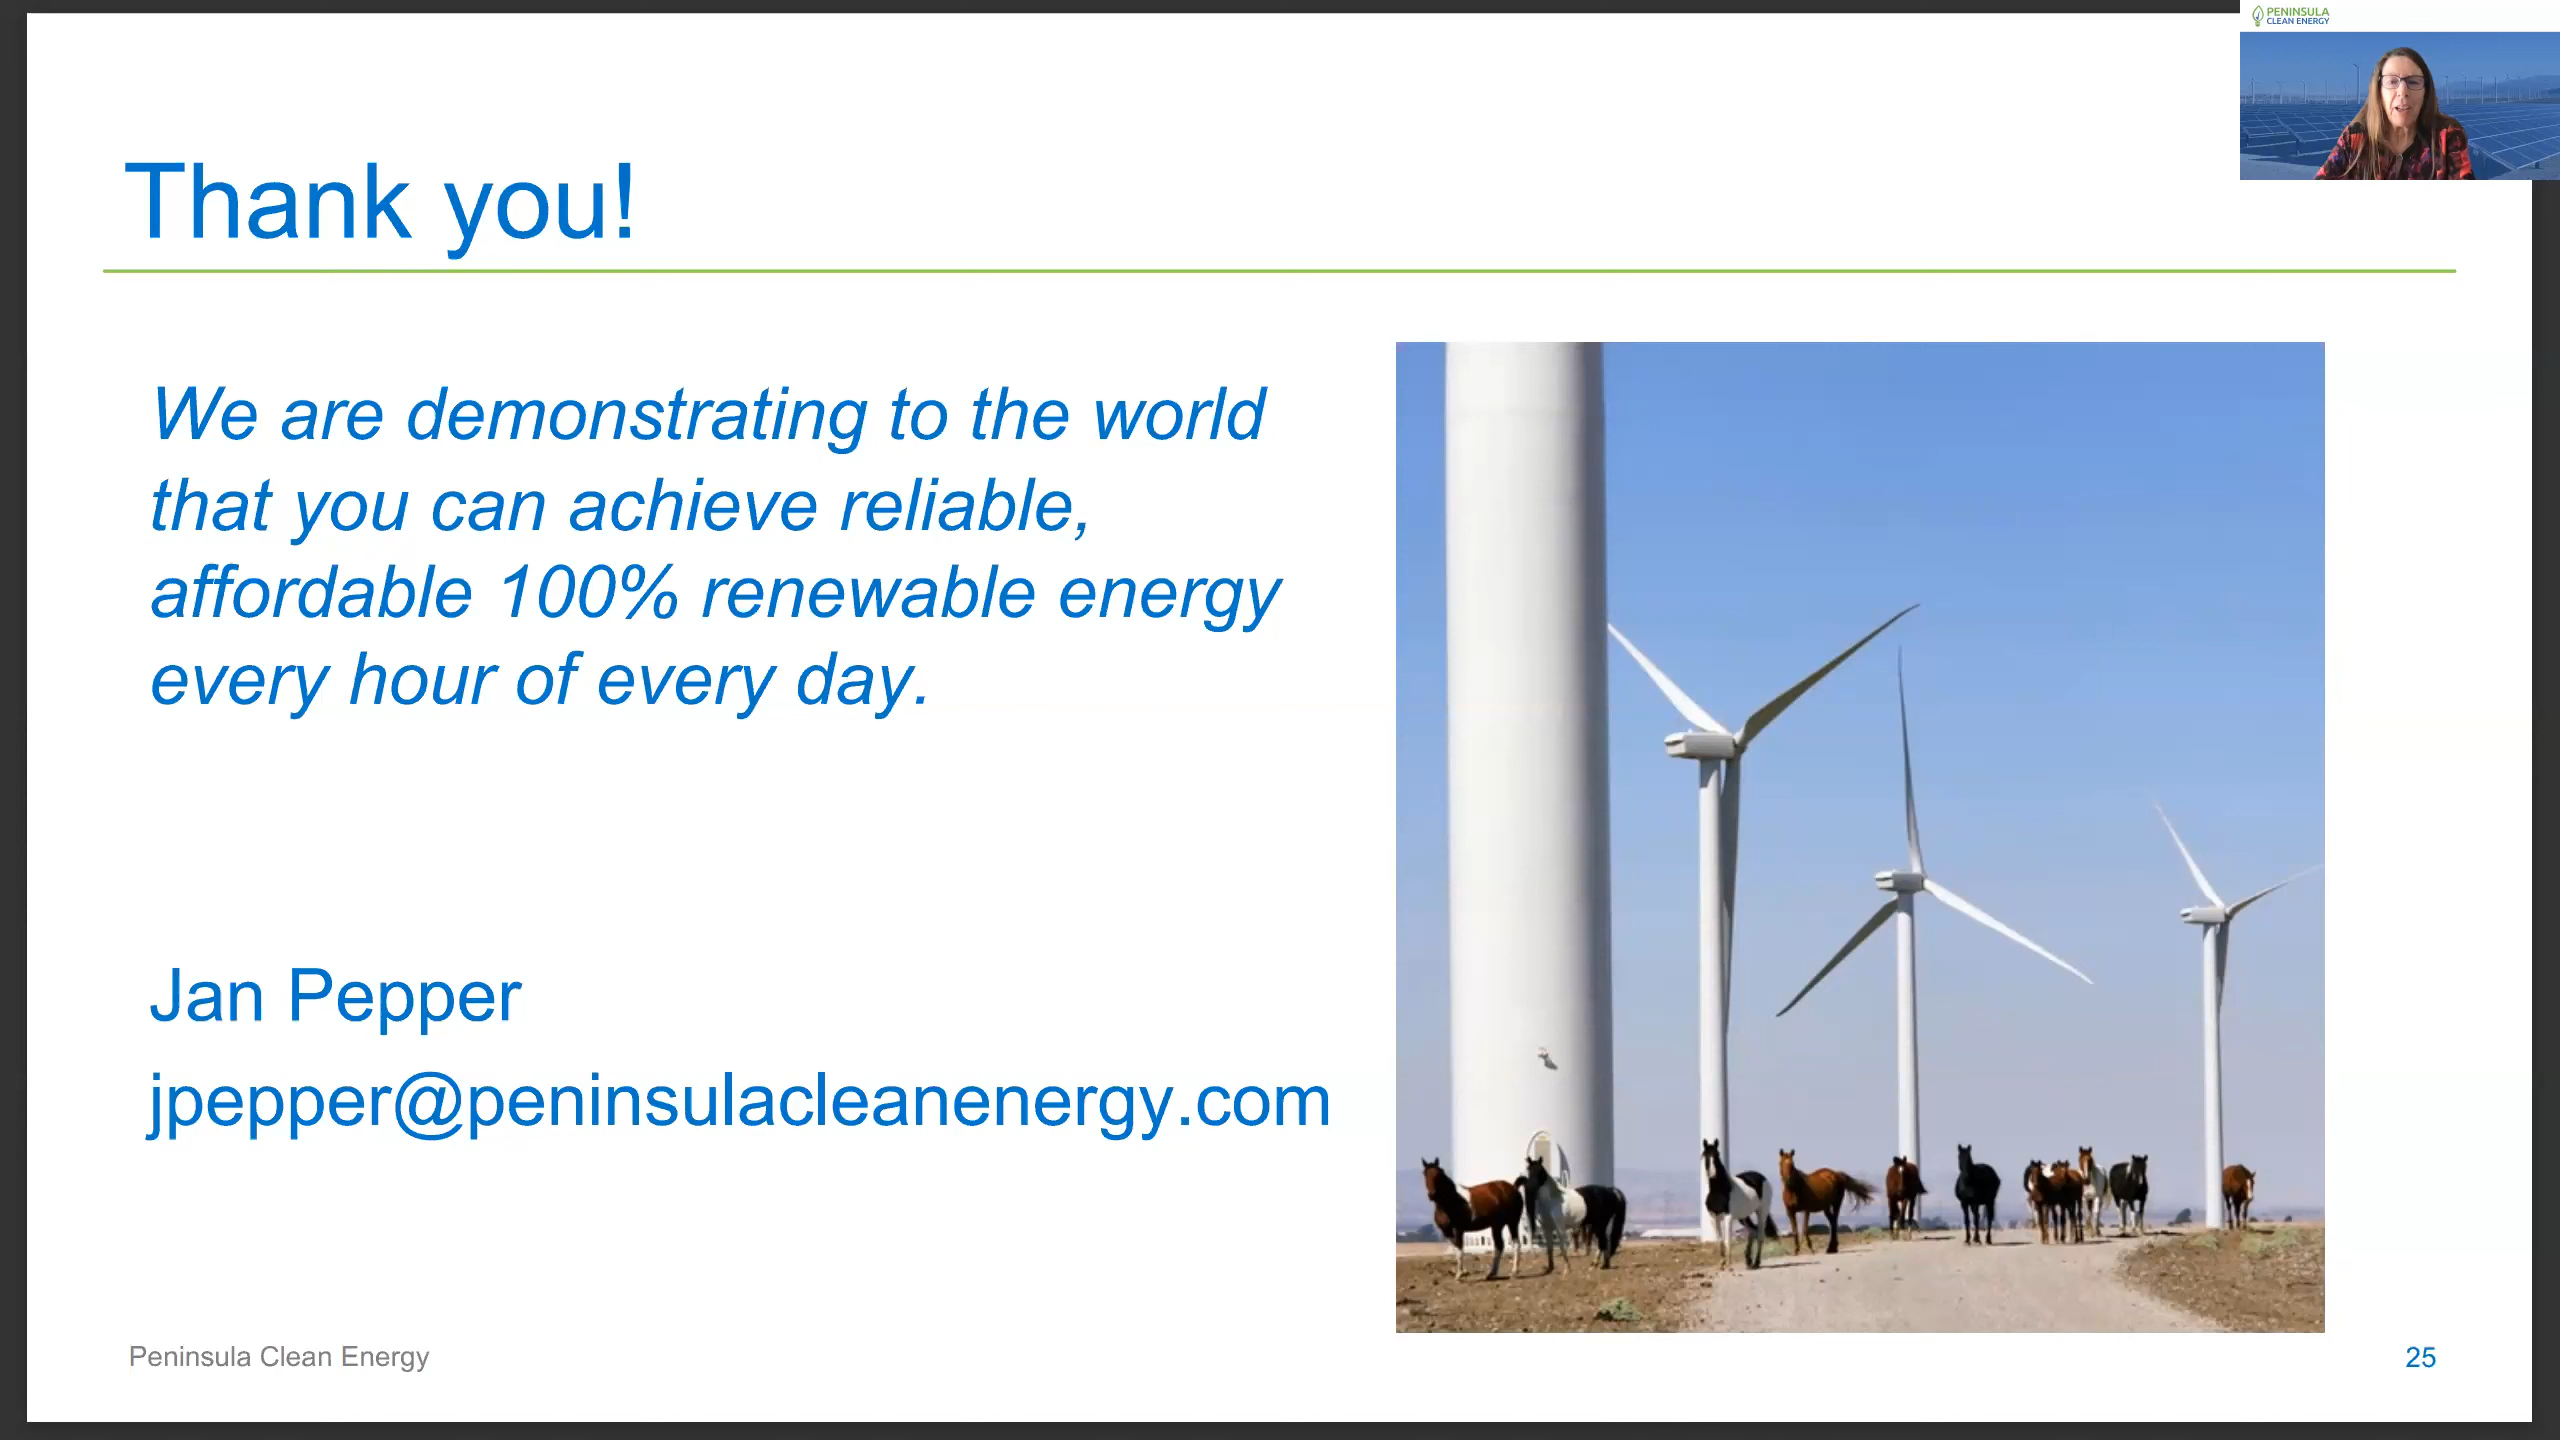 PENINSULA
CLEAN ENERGY
Thank you!
We are demonstrating to the world
that you can achieve reliable,
affordable 100% renewable energy
every hour of every day.
Jan Pepper
jpepper@peninsulacleanenergy.com
Peninsula Clean Energy
25